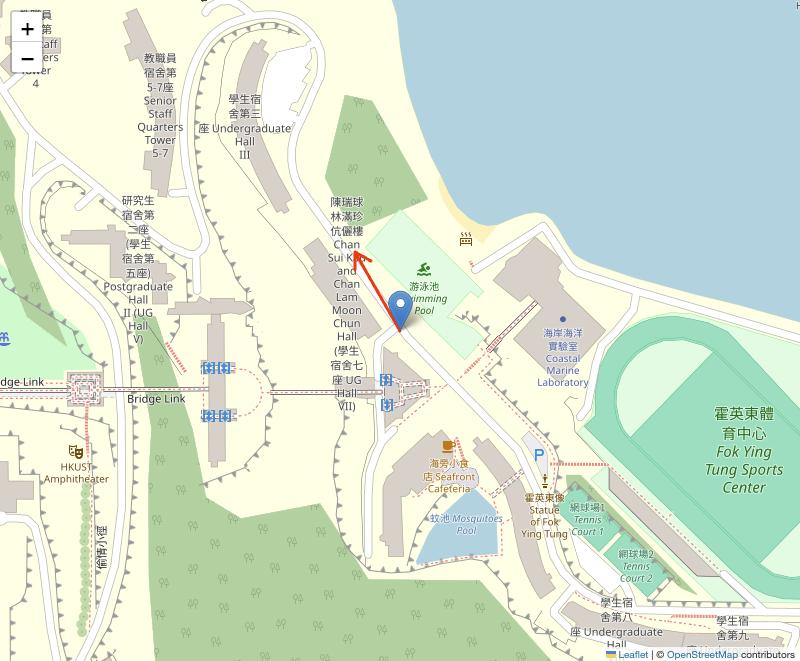 +
−
4
教職員
宿舍第
5-7座
Senior
Staff
Quarters
Tower
5-7
學生宿
舍第三
座 Undergraduate
Hall
III
研究生
宿舍第
二座
(學生
宿舍第
五座)
Postgraduate
Hall
II (UG
Hall
V)
陳瑞球
林滿珍
伉儷樓
Chan
Sui
and
Chan
Lam
Moon
Chun
Hall
(學生
宿舍七
座 UG
Hall
VII)
游泳池
Pool
海岸海洋
實驗室
Coastal
Marine
Laboratory
Bridge Link
HKUST
Amphitheater
偷情小徑
海旁小食
店 Seafront
Cafeteria
蚊池 Mosquitoes
Pool
P
霍英東像
Statue
of Fok
Ying Tung
網球場1
Tennis
Court 1
網球場2
Tennis
Court 2
霍英東體
育中心
Fok Ying
Tung Sports
Center
學生宿
舍第八
座 Undergraduate
Hall
學生宿
舍第九
Leaflet | © OpenStreetMap contributors